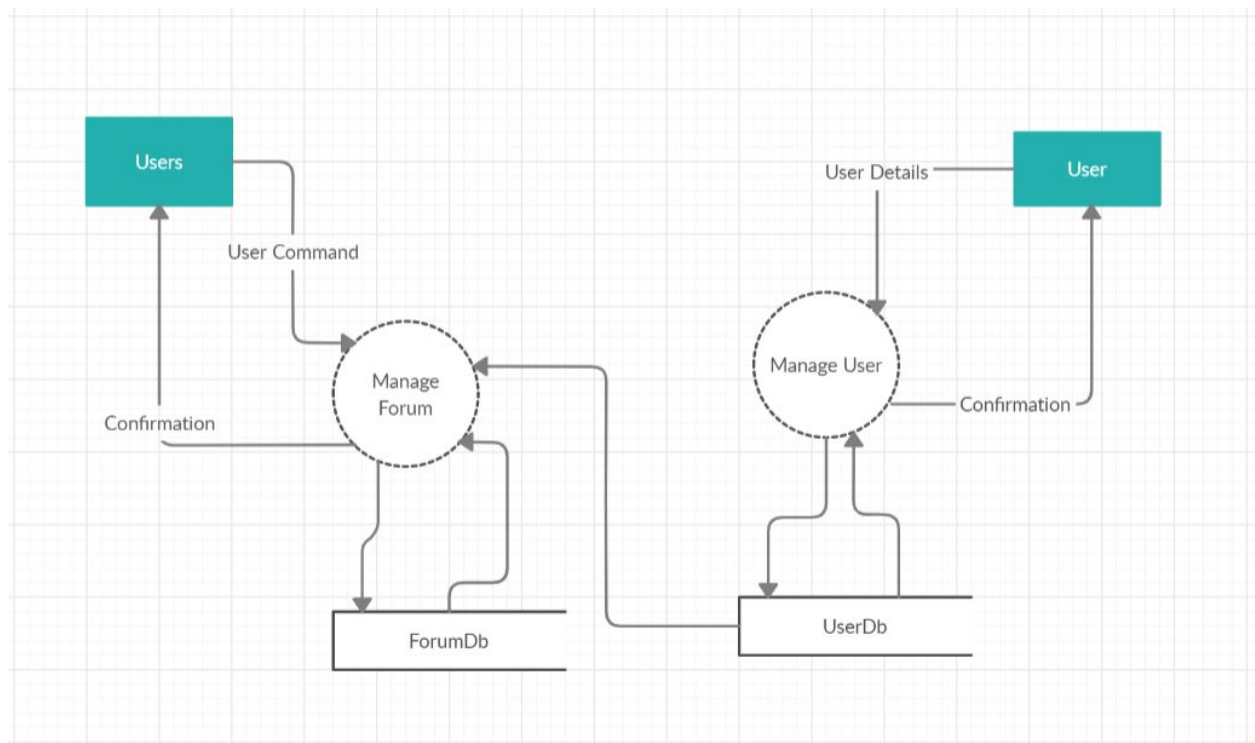 Users
User
User Details
User Command
Manage
Forum
Manage User
Confirmation
Confirmation
ForumDb
UserDb